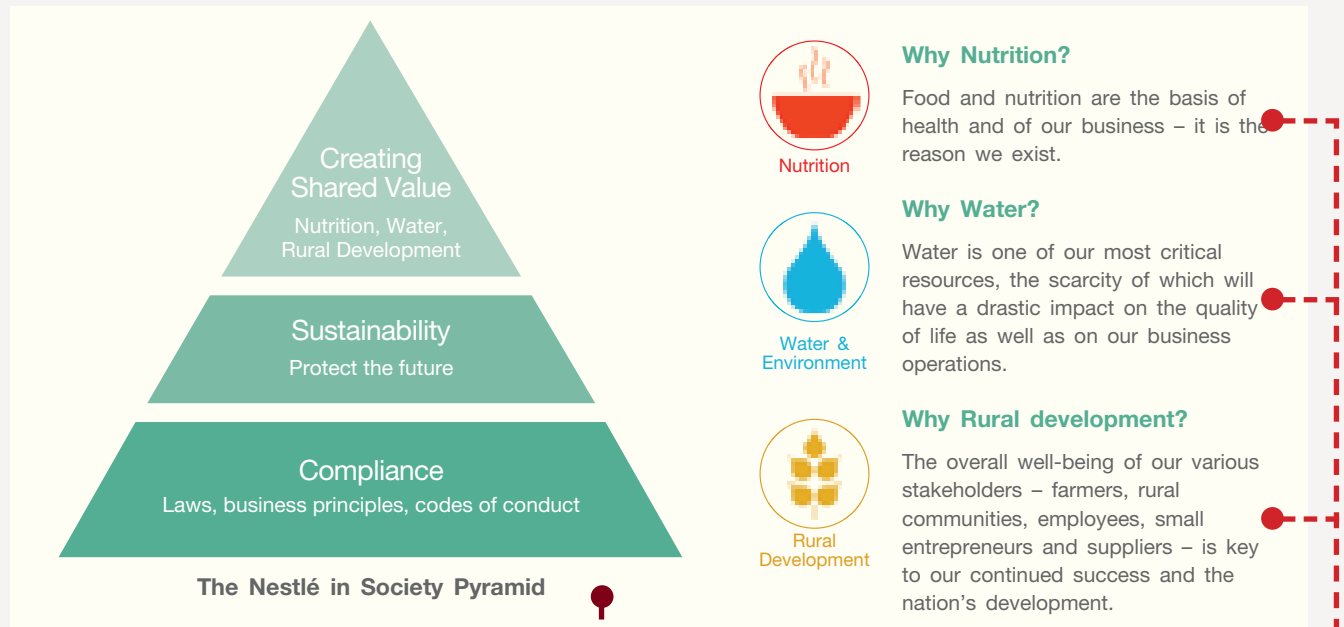 Creating
Shared Value
Nutrition, Water,
Rural Development
Sustainability
Protect the future
Compliance
Laws, business principles, codes of conduct
The Nestlé in Society Pyramid
Nutrition
Why Nutrition?
Food and nutrition are the basis of
health and of our business – it is the
reason we exist.
Water &
Environment
Why Water?
Water is one of our most critical
resources, the scarcity of which will
have a drastic impact on the quality
of life as well as on our business
operations.
Rural
Development
Why Rural development?
The overall well-being of our various
stakeholders – farmers, rural
communities, employees, small
entrepreneurs and suppliers – is key
to our continued success and the
nation's development.